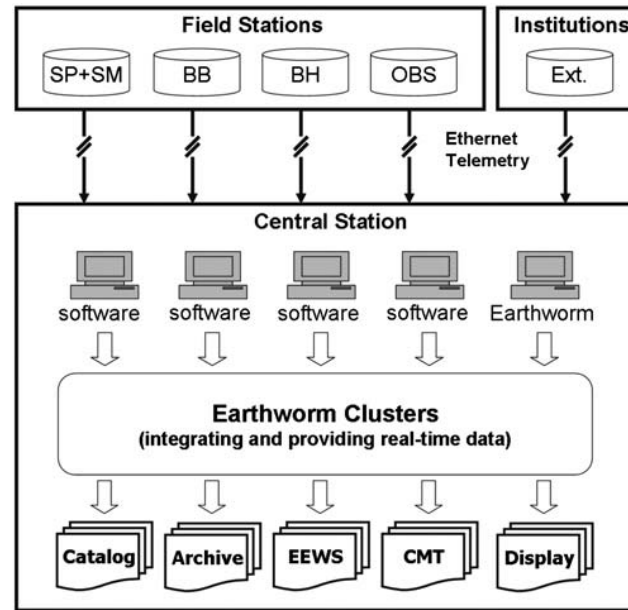 Field Stations
Institutions
SP+SM
BB
BH
OBS
Ext.
Ethernet
Telemetry
Central Station
software
software
software
software
Earthworm
Earthworm Clusters
(integrating and providing real-time data)
Catalog
Archive
EEWS
CMT
Display